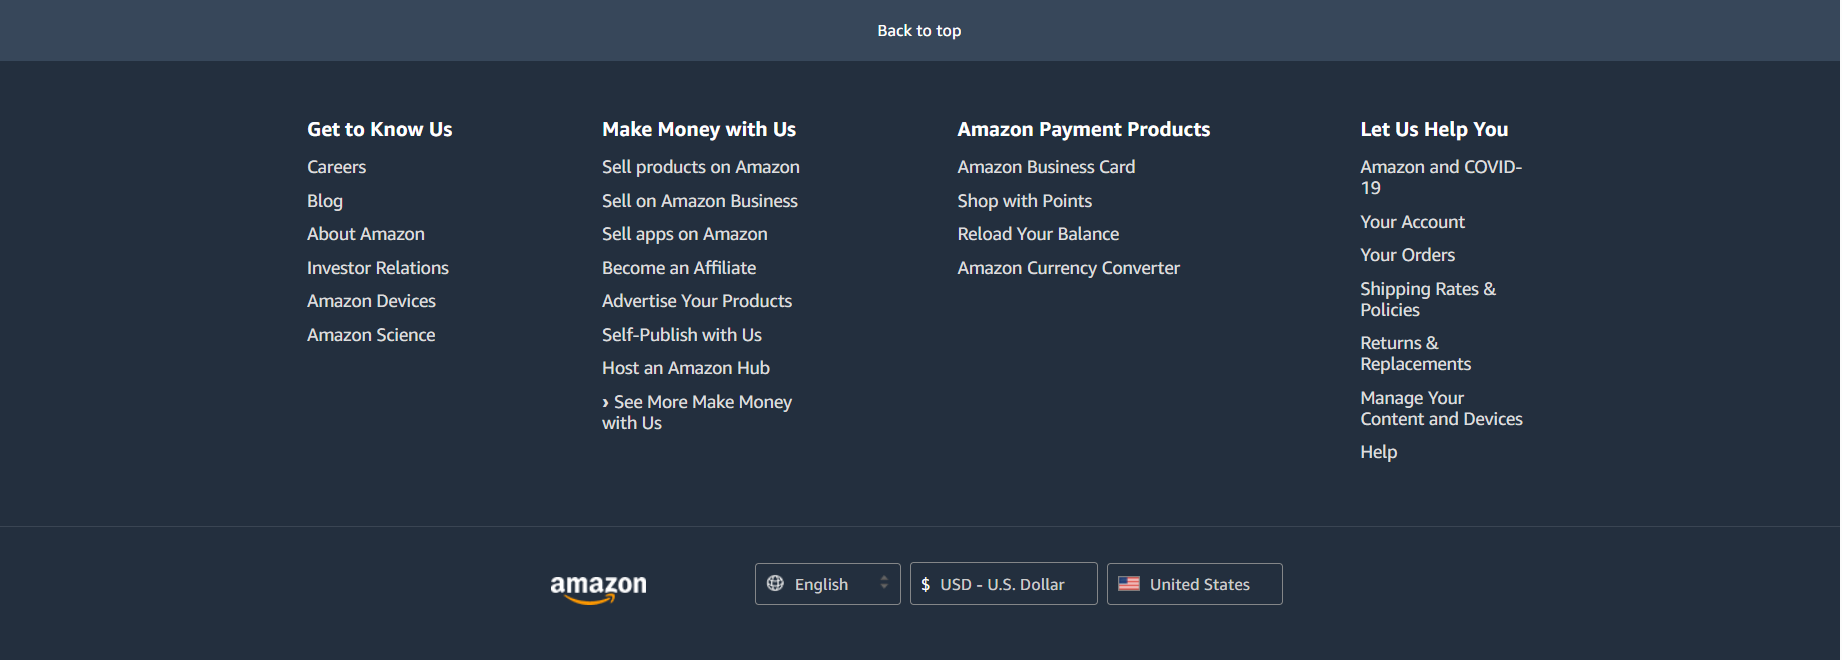 Back to top
Get to Know Us
Careers
Blog
About Amazon
Investor Relations
Amazon Devices
Amazon Science
Make Money with Us
Sell products on Amazon
Sell on Amazon Business
Sell apps on Amazon
Become an Affiliate
Advertise Your Products
Self-Publish with Us
Host an Amazon Hub
› See More Make Money
with Us
Amazon Payment Products
Amazon Business Card
Shop with Points
Reload Your Balance
Amazon Currency Converter
Let Us Help You
Amazon and COVID-
19
Your Account
Your Orders
Shipping Rates &
Policies
Returns &
Replacements
Manage Your
Content and Devices
Help
amazon
English
$ USD - U.S. Dollar
United States